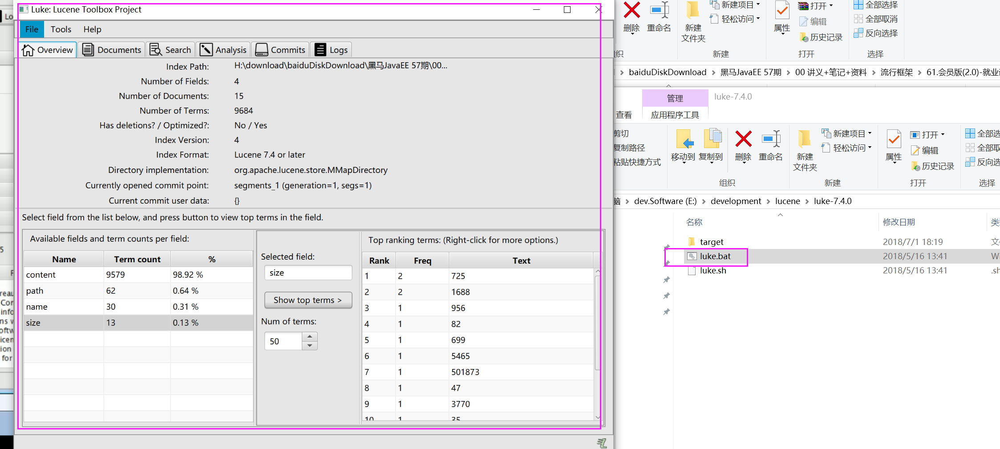 Luke: Lucene Toolbox Project
File Tools Help
Overview Documents Search Analysis Commits Logs
Index Path: H:\download\baiduDiskDownload\黑马JavaEE 57期\00...
Number of Fields: 4
Number of Documents: 15
Number of Terms: 9684
Has deletions? / Optimized?: No / Yes
Index Version: 4
Index Format: Lucene 7.4 or later
Directory implementation: org.apache.lucene.store.MMapDirectory
Currently opened commit point: segments_1 (generation=1, segs=1)
Current commit user data: {}
Select field from the list below, and press button to view top terms in the field.
Available fields and term counts per field:
Name Term count %
content 9579 98.92 %
path 62 0.64 %
name 30 0.31 %
size 13 0.13 %
Selected field:
size
Show top terms >
Num of terms:
50
Top ranking terms: (Right-click for more options.)
Rank Freq Text
1 2 725
2 2 1688
3 1 956
4 1 82
5 1 699
6 1 5465
7 1 501873
8 1 47
9 1 3770
10 1 35
删除 重命名
新建
文件夹
新建项目
轻松访问
属性
打开
编辑
历史记录
全部选择
全部取消
反向选择
组织 新建 打开 选择
baiduDiskDownload > 黑马JavaEE 57期 > 00 讲义+笔记+资料 > 流行框架 > 61.会员版(2.0)-就业
管理 luke-7.4.0
查看 应用程序工具
剪切
复制路径
粘贴快捷方式
移动到 复制到 删除 重命名
新建
文件夹
新建项目
轻松访问
属性
打开
编辑
历史记录
全部选
全部取
反向选
组织 新建 打开 选择
脑 > dev.Software (E:) > development > lucene > luke-7.4.0
名称 修改日期 类
target 2018/7/1 18:19 文
luke.bat 2018/5/16 13:41 Wi
luke.sh 2018/5/16 13:41 .sh